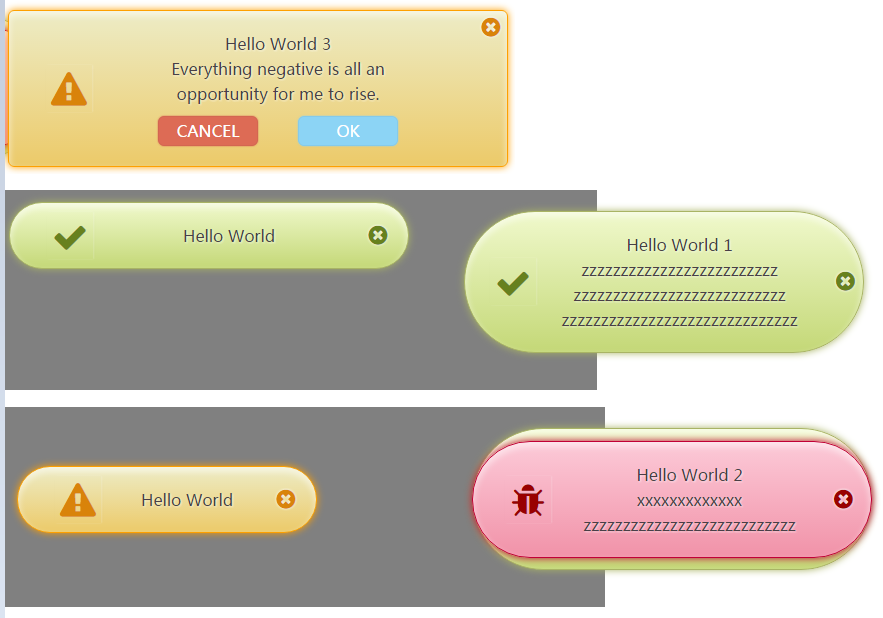 Hello World 3
Everything negative is all an
opportunity for me to rise.
CANCEL OK
Hello World
Hello World 1
zzzzzzzzzzzzzzzzzzzzzzzzz
zzzzzzzzzzzzzzzzzzzzzzzzzzz
zzzzzzzzzzzzzzzzzzzzzzzzzzzzzz
Hello World
Hello World 2
xxxxxxxxxxxxx
zzzzzzzzzzzzzzzzzzzzzzzzzzz